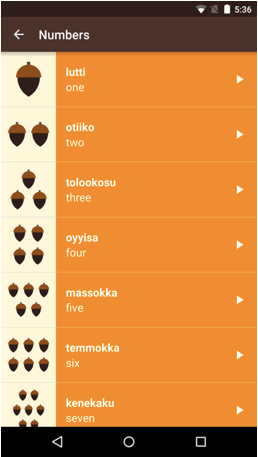 5:36
Numbers
lutti
one
otiiko
two
tolookosu
three
oyyisa
four
massokka
five
temmokka
six
kenekaku
seven